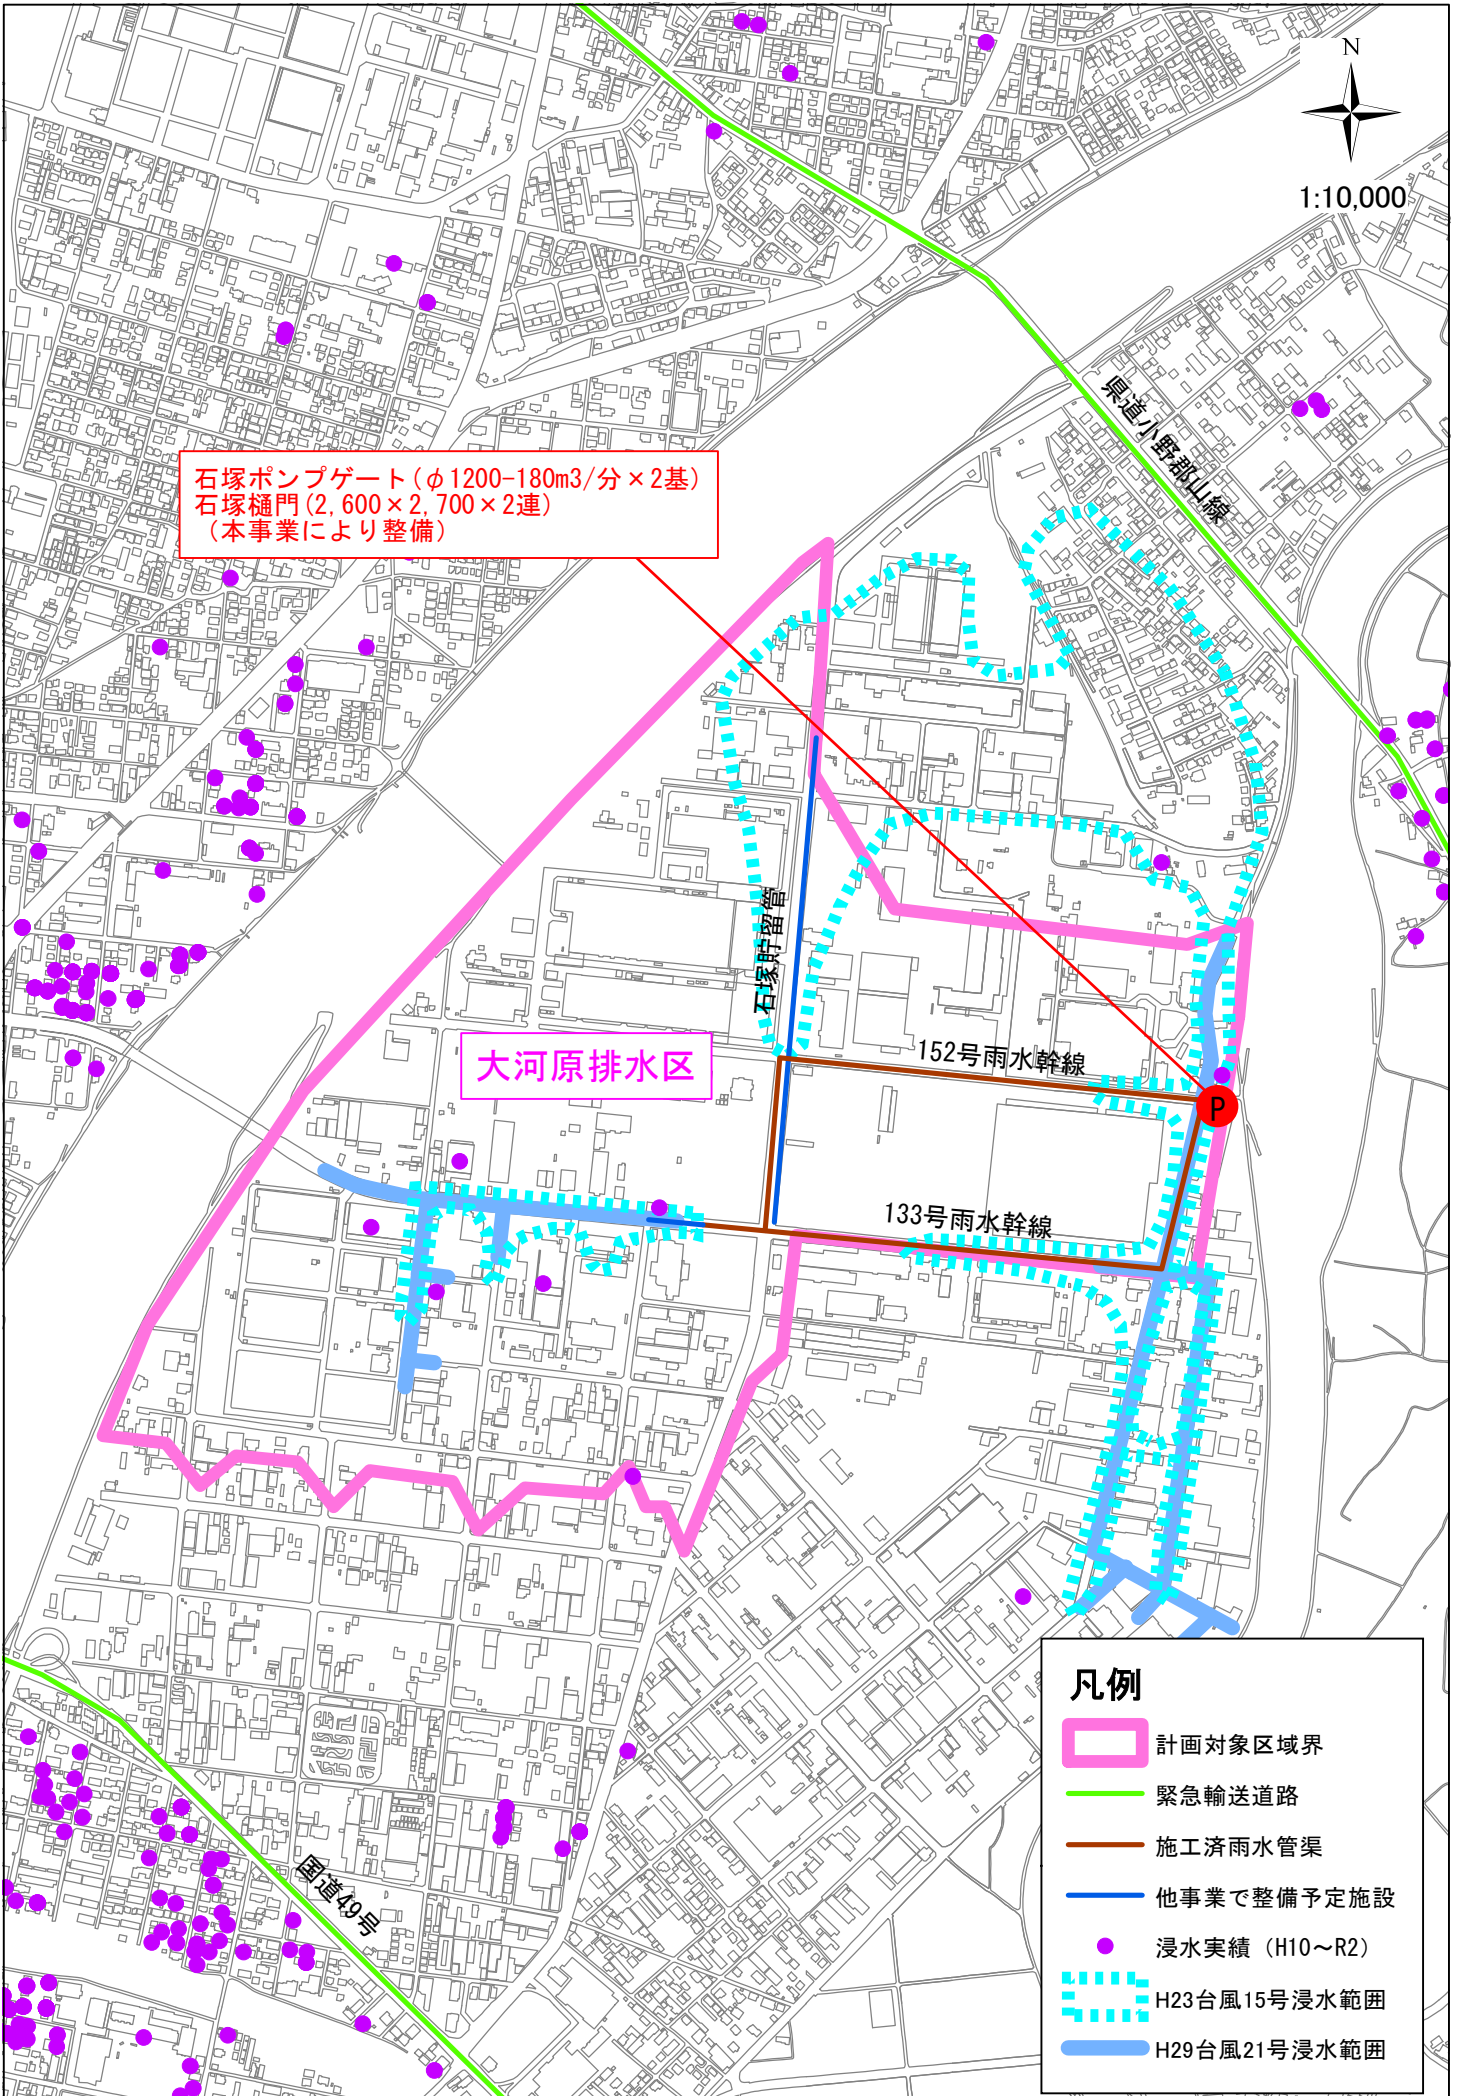 N
1:10,000
県道小野郡山線
石塚ポンプゲート(φ1200-180m3/分×2基)
石塚樋門(2,600×2,700×2連)
(本事業により整備)
石塚貯留管
大河原排水区
152号雨水幹線
P
133号雨水幹線
国道49号
凡例
計画対象区域界
緊急輸送道路
施工済雨水管渠
他事業で整備予定施設
浸水実績（H10～R2）
H23台風15号浸水範囲
H29台風21号浸水範囲